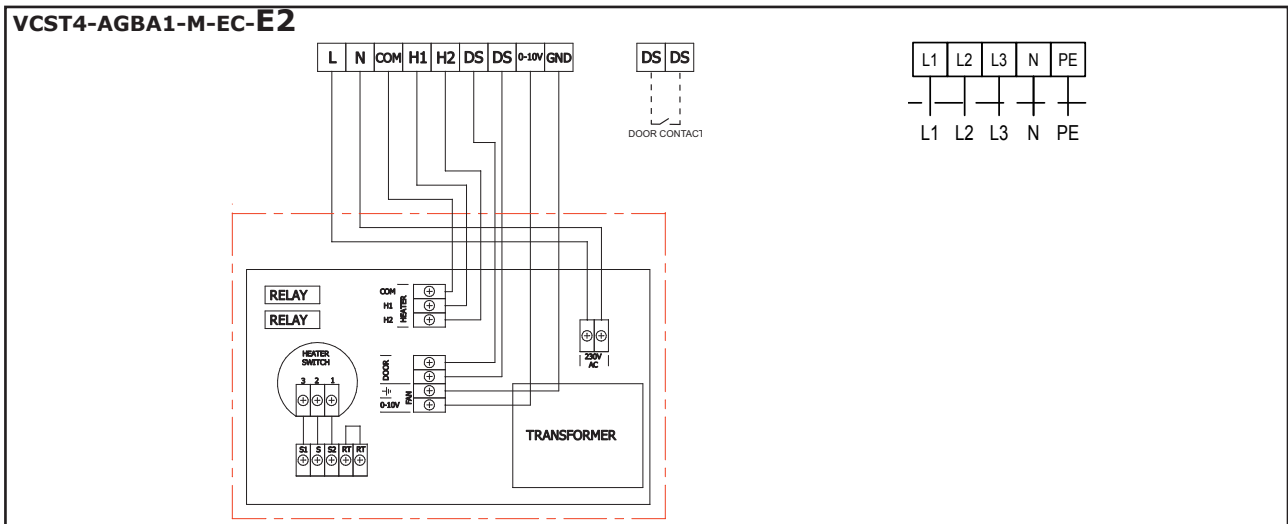 VCST4-AGBA1-M-EC-E2
L N COM H1 H2 DS DS 0-10V GND
DS DS
DOOR CONTACT
L1 L2 L3 N PE
L1 L2 L3 N PE
RELAY
RELAY
COM
H1
H2
HEATER
HEATER
SWITCH
3 2 1
DOOR
FAN
0-10V
230V
AC
S1 S S2 RT RT
TRANSFORMER